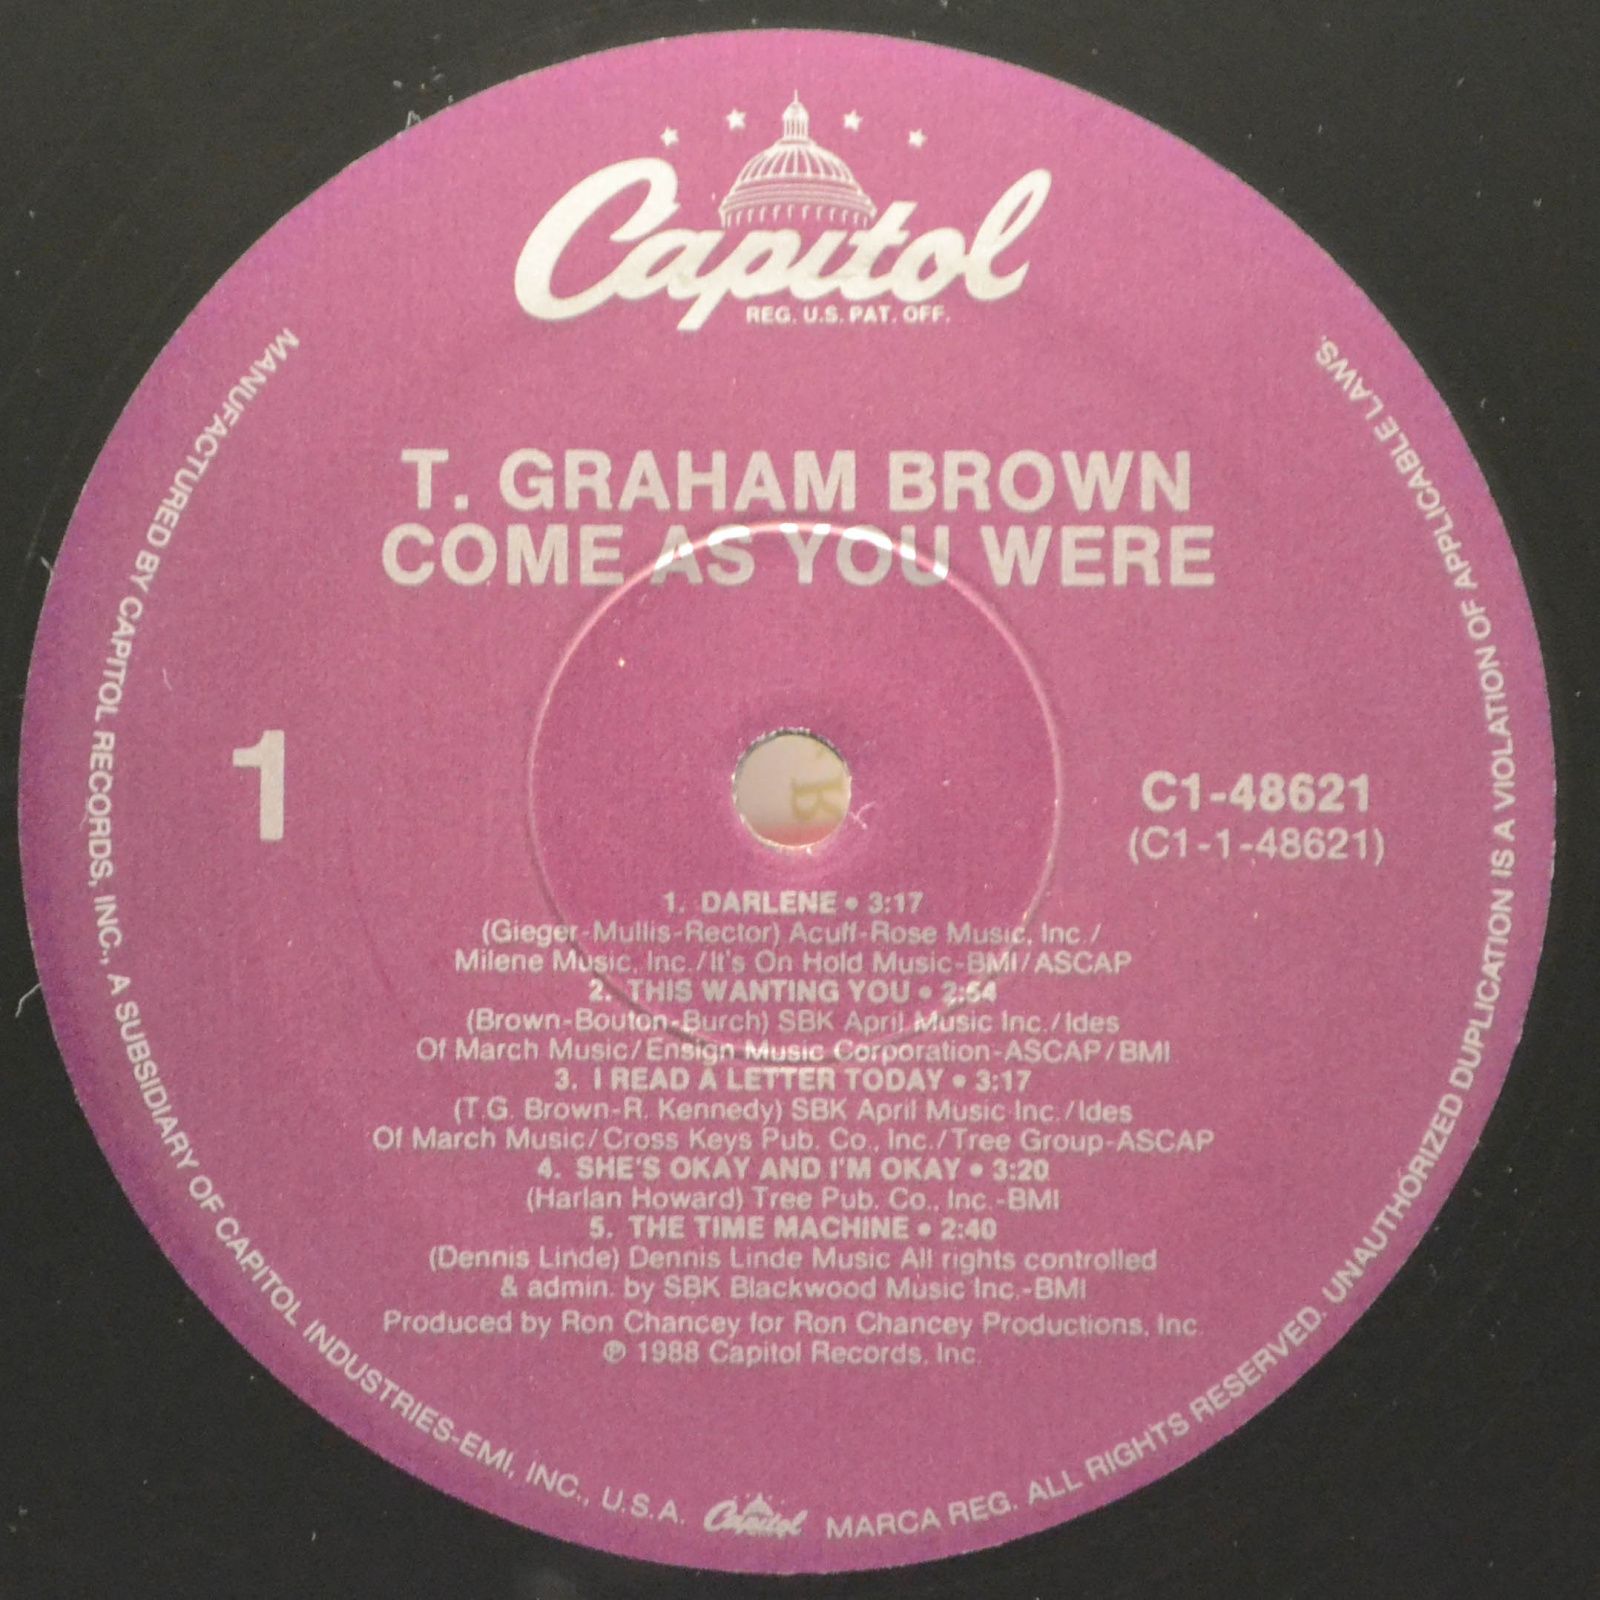 Capitol
REG. U.S. PAT. OFF.
T. GRAHAM BROWN
COME AS YOU WERE
1
C1-48621
(C1-1-48621)
1. DARLENE • 3:17
(Gieger-Mullis-Rector) Acuff-Rose Music, Inc./
Milene Music, Inc./It's On Hold Music-BMI/ASCAP
2. THIS WANTING YOU • 2:54
(Brown-Bouton-Burch) SBK April Music Inc./Ides
Of March Music/Ensign Music Corporation-ASCAP/BMI
3. I READ A LETTER TODAY • 3:17
(T.G. Brown-R. Kennedy) SBK April Music Inc./Ides
Of March Music/Cross Keys Pub. Co., Inc./Tree Group-ASCAP
4. SHE'S OKAY AND I'M OKAY • 3:20
(Harlan Howard) Tree Pub. Co., Inc.-BMI
5. THE TIME MACHINE • 2:40
(Dennis Linde) Dennis Linde Music All rights controlled
& admin. by SBK Blackwood Music Inc.-BMI
Produced by Ron Chancey for Ron Chancey Productions, Inc.
℗ 1988 Capitol Records, Inc.
MANUFACTURED BY CAPITOL RECORDS, INC., A SUBSIDIARY OF CAPITOL INDUSTRIES-EMI, INC., U.S.A. Capitol MARCA REG. ALL RIGHTS RESERVED. UNAUTHORIZED DUPLICATION IS A VIOLATION OF APPLICABLE LAWS.